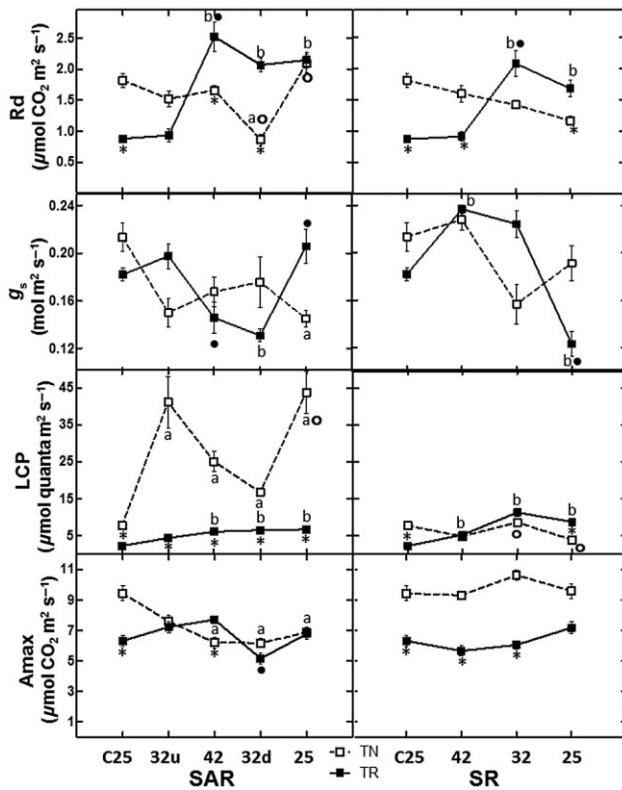 Rd
(µmol CO₂ m² s⁻¹)
2.5
2.0
1.5
1.0
0.5
b
b
b
a
*
*
*
b
b
*
*
*
gₛ
(mol m² s⁻¹)
0.24
0.20
0.16
0.12
b
a
b
b
LCP
(µmol quanta m² s⁻¹)
45
35
25
15
5
a
a
a
a
b
b
b
*
*
*
*
*
b
b
b
*
*
Amax
(µmol CO₂ m² s⁻¹)
11
9
7
5
3
1
a
a
a
*
*
*
*
*
C25 32u 42 32d 25
SAR
TN
TR
C25 42 32 25
SR